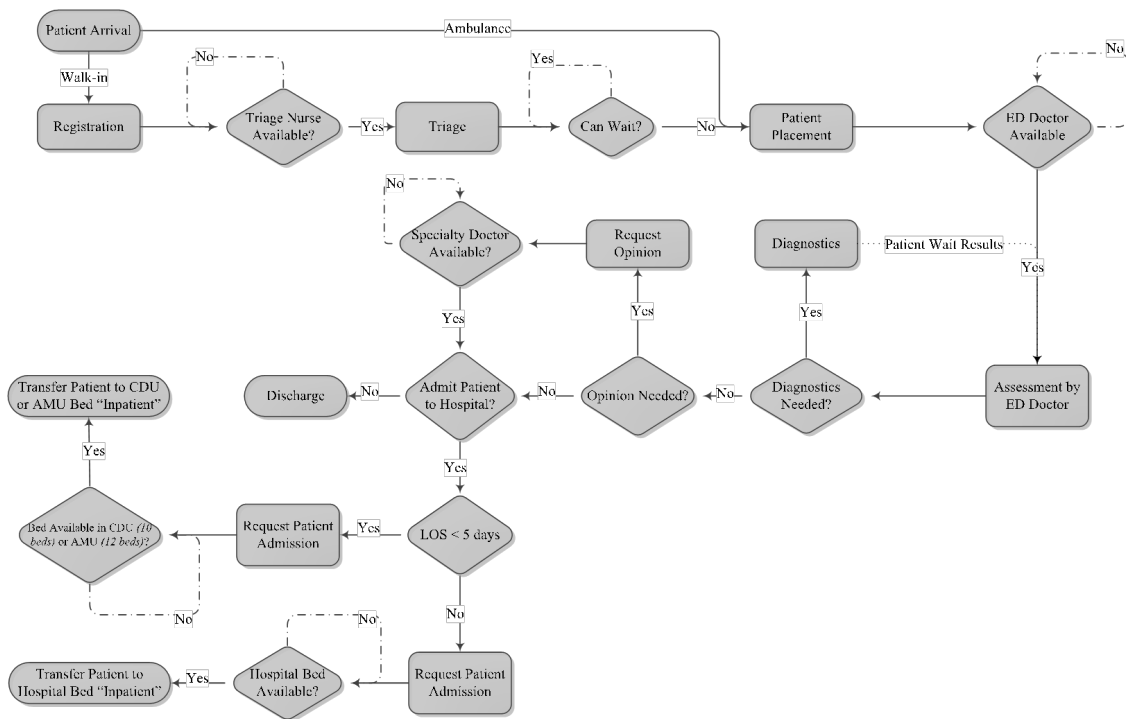 Patient Arrival
Ambulance
No
No
Yes
Walk-in
Registration
Triage Nurse
Available?
Yes
Triage
Can Wait?
No
Patient
Placement
ED Doctor
Available
No
Specialty Doctor
Available?
Request
Opinion
Diagnostics
Patient Wait Results
Yes
Yes
Yes
Yes
Transfer Patient to CDU
or AMU Bed “Inpatient”
Discharge
No
Admit Patient
to Hospital?
No
Opinion Needed?
No
Diagnostics
Needed?
Assessment by
ED Doctor
Yes
Yes
Bed Available in CDU (10
beds) or AMU (12 beds)?
Request Patient
Admission
Yes
LOS < 5 days
No
No
No
Transfer Patient to
Hospital Bed “Inpatient”
Yes
Hospital Bed
Available?
Request Patient
Admission